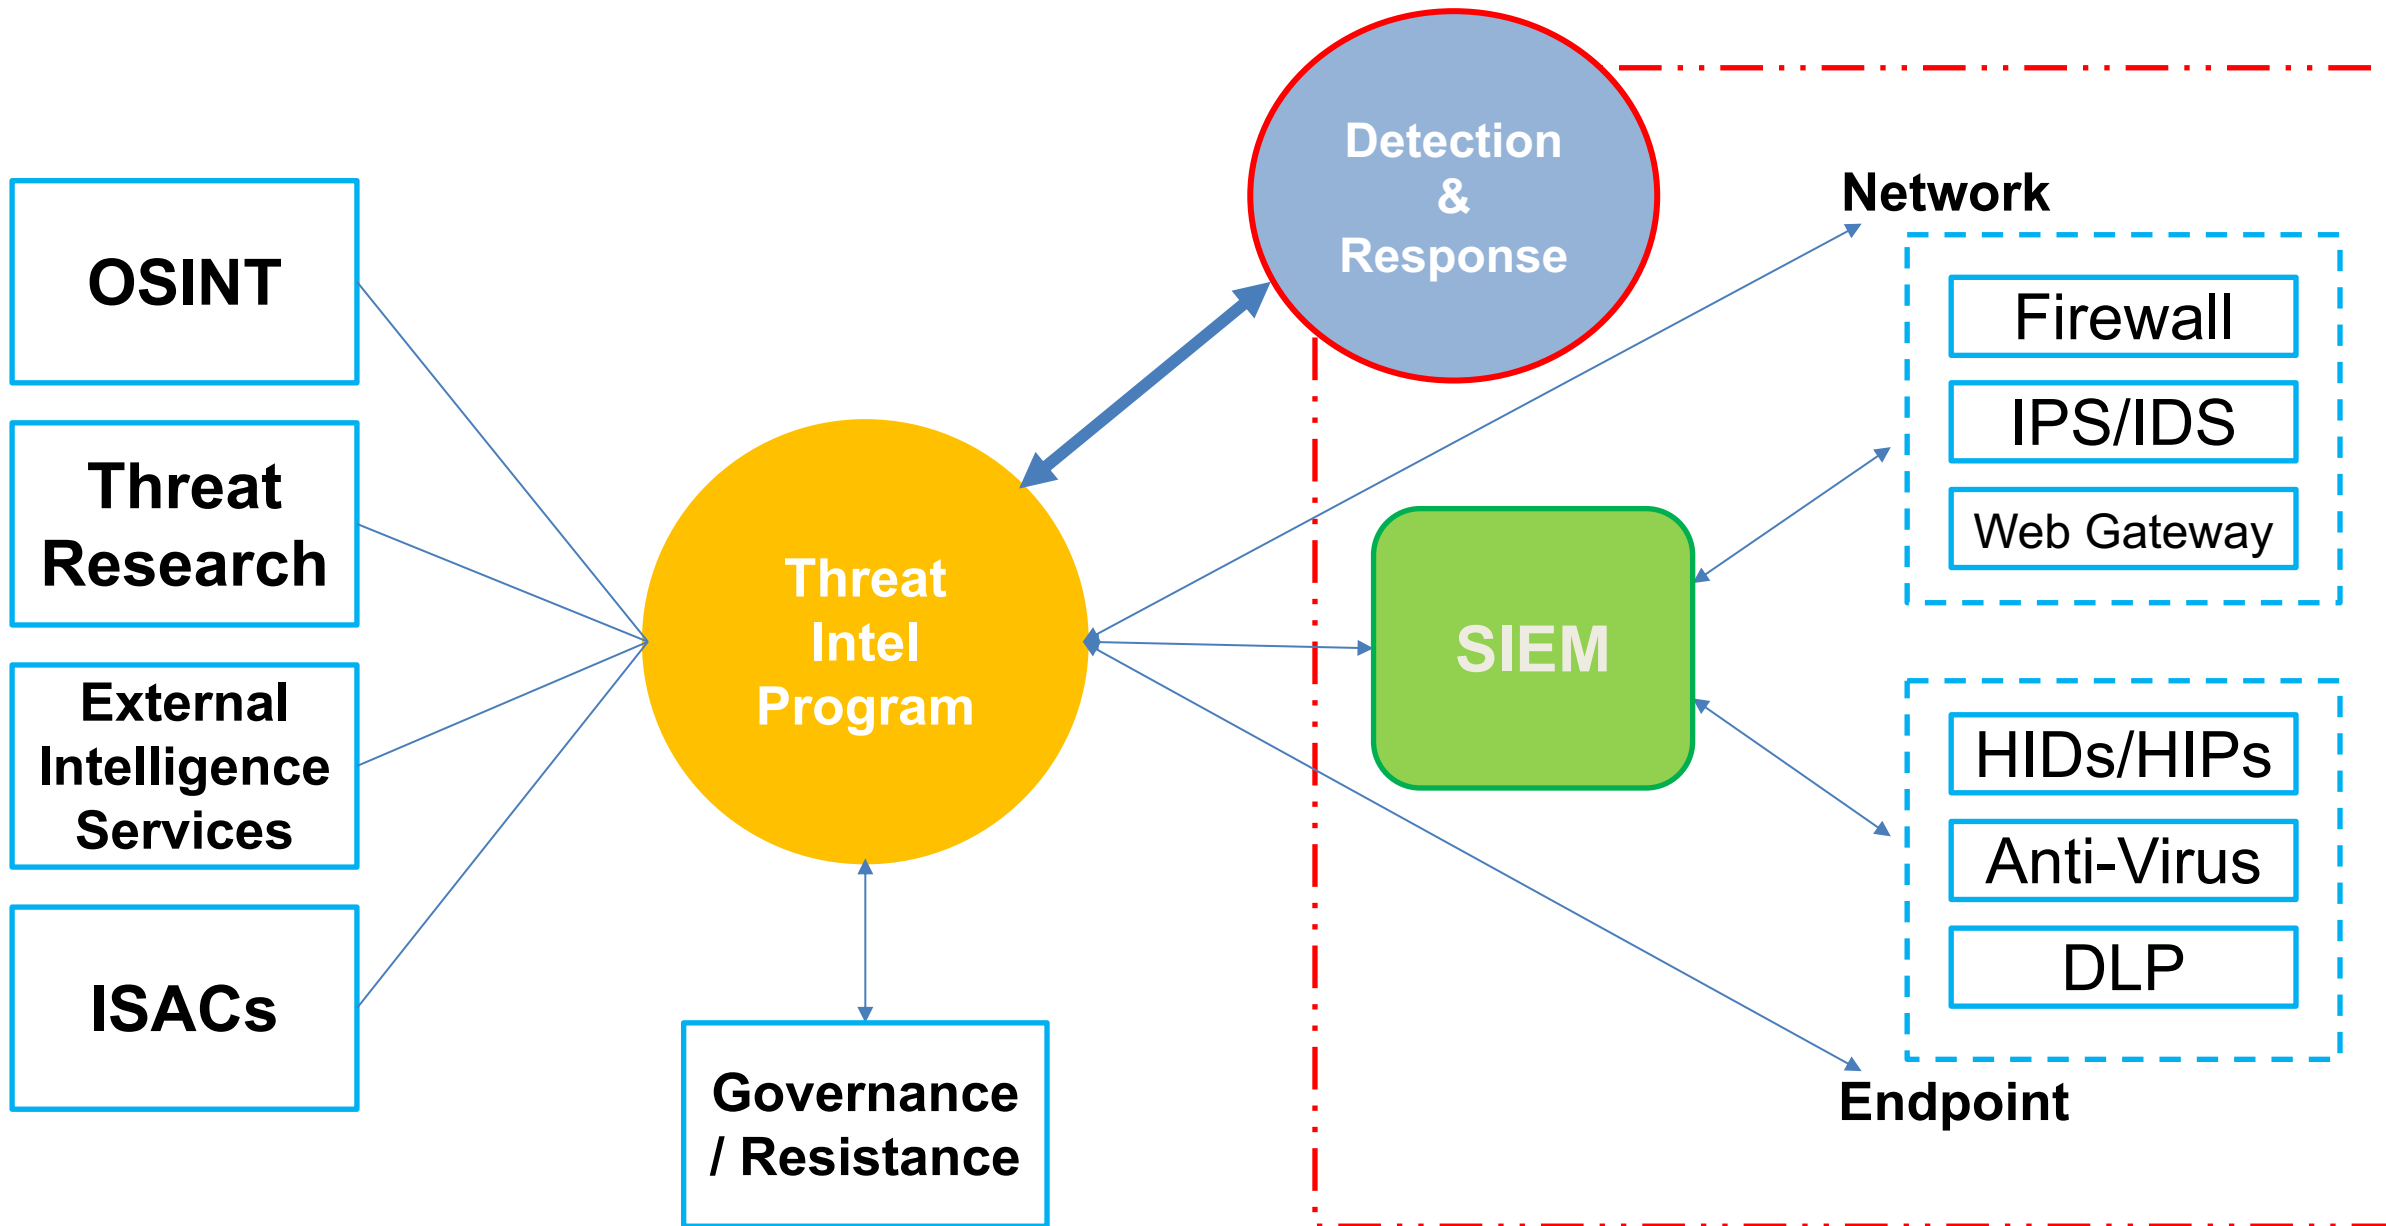 OSINT
Threat
Research
External
Intelligence
Services
ISACs
Threat
Intel
Program
Governance
/ Resistance
Detection
&
Response
SIEM
Network
Firewall
IPS/IDS
Web Gateway
HIDs/HIPs
Anti-Virus
DLP
Endpoint